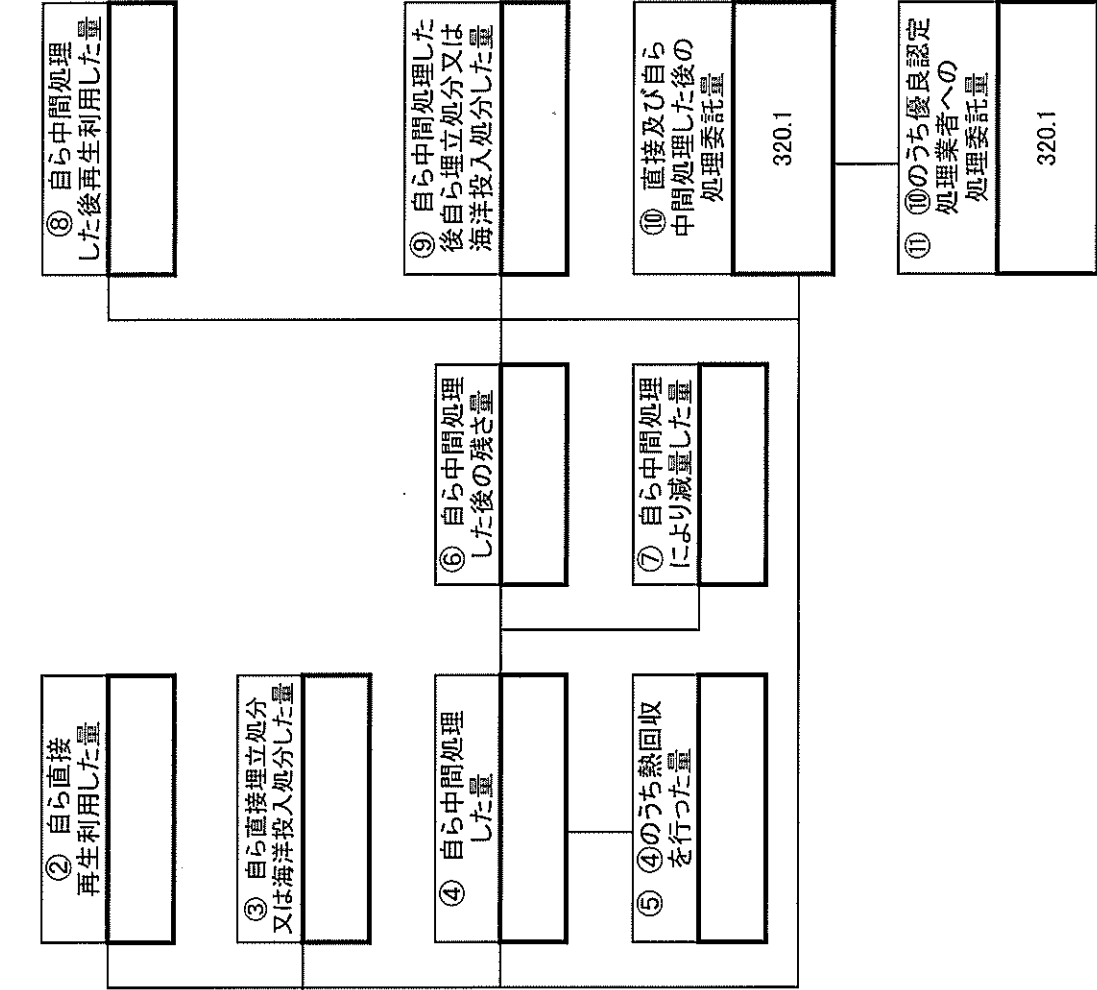 ② 自ら直接
再生利用した量
③ 自ら直接埋立処分
又は海洋投入処分した量
④ 自ら中間処理
した量
⑤ ④のうち熱回収
を行った量
⑥ 自ら中間処理
した後の残さ量
⑦ 自ら中間処理
により減量した量
⑧ 自ら中間処理
した後再生利用した量
⑨ 自ら中間処理した
後自ら埋立処分又は
海洋投入処分した量
⑩ 直接及び自ら
中間処理した後の
処理委託量
320.1
⑪ ⑩のうち優良認定
処理業者への
処理委託量
320.1